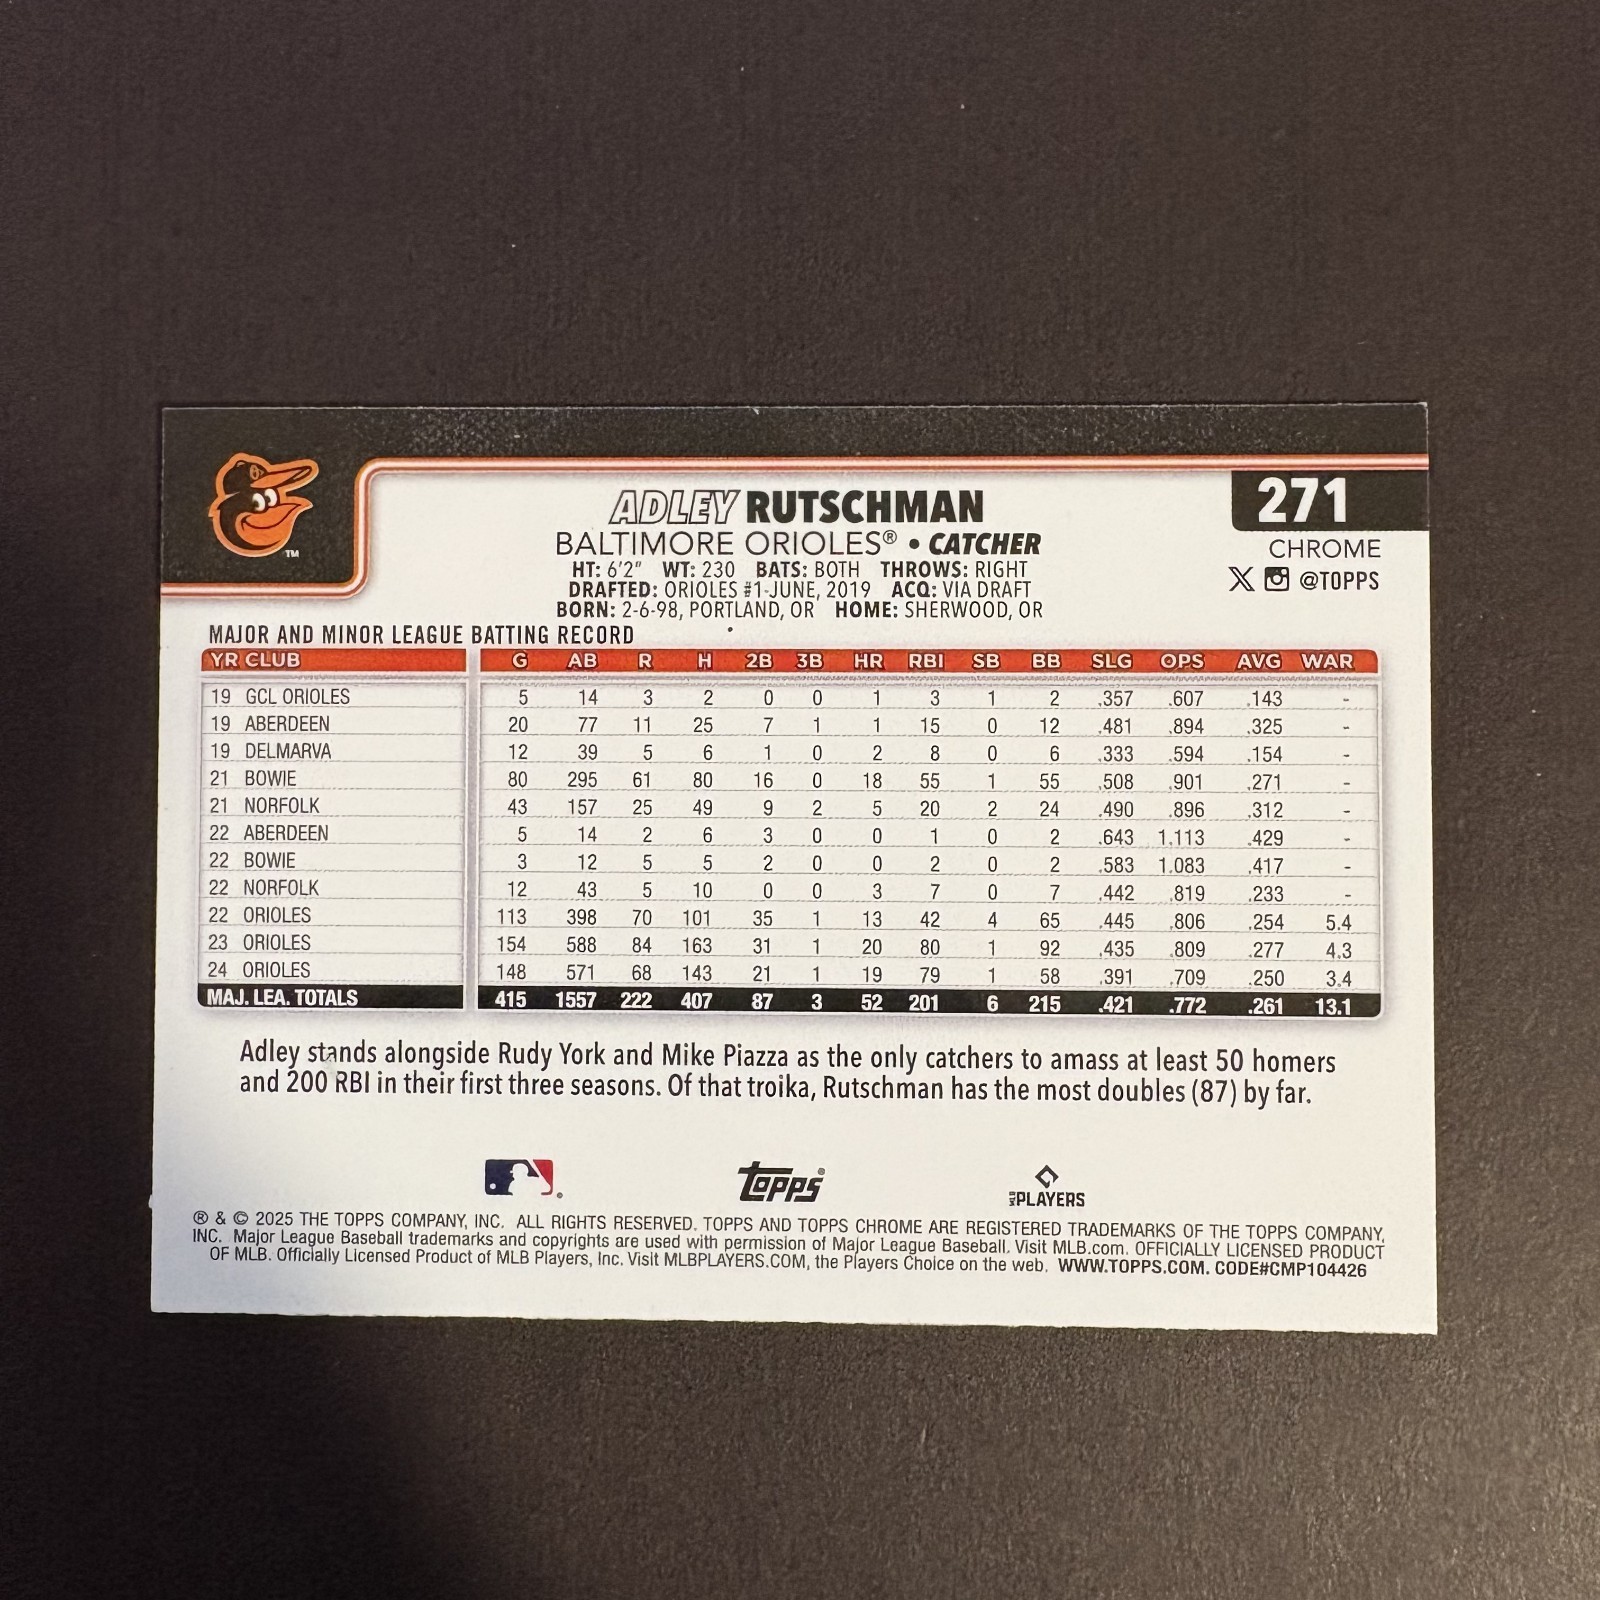 TM
ADLEY RUTSCHMAN
BALTIMORE ORIOLES® • CATCHER
HT: 6'2" WT: 230 BATS: BOTH THROWS: RIGHT
DRAFTED: ORIOLES #1-JUNE, 2019 ACQ: VIA DRAFT
BORN: 2-6-98, PORTLAND, OR HOME: SHERWOOD, OR
271
CHROME
X @TOPPS
MAJOR AND MINOR LEAGUE BATTING RECORD
YR CLUB G AB R H 2B 3B HR RBI SB BB SLG OPS AVG WAR
19 GCL ORIOLES 5 14 3 2 0 0 1 3 1 2 .357 .607 .143 -
19 ABERDEEN 20 77 11 25 7 1 1 15 0 12 .481 .894 .325 -
19 DELMARVA 12 39 5 6 1 0 2 8 0 6 .333 .594 .154 -
21 BOWIE 80 295 61 80 16 0 18 55 1 55 .508 .901 .271 -
21 NORFOLK 43 157 25 49 9 2 5 20 2 24 .490 .896 .312 -
22 ABERDEEN 5 14 2 6 3 0 0 1 0 2 .643 1.113 .429 -
22 BOWIE 3 12 5 5 2 0 0 2 0 2 .583 1.083 .417 -
22 NORFOLK 12 43 5 10 0 0 3 7 0 7 .442 .819 .233 -
22 ORIOLES 113 398 70 101 35 1 13 42 4 65 .445 .806 .254 5.4
23 ORIOLES 154 588 84 163 31 1 20 80 1 92 .435 .809 .277 4.3
24 ORIOLES 148 571 68 143 21 1 19 79 1 58 .391 .709 .250 3.4
MAJ. LEA. TOTALS 415 1557 222 407 87 3 52 201 6 215 .421 .772 .261 13.1
Adley stands alongside Rudy York and Mike Piazza as the only catchers to amass at least 50 homers
and 200 RBI in their first three seasons. Of that troika, Rutschman has the most doubles (87) by far.
Topps®
MLB PLAYERS
® & © 2025 THE TOPPS COMPANY, INC. ALL RIGHTS RESERVED. TOPPS AND TOPPS CHROME ARE REGISTERED TRADEMARKS OF THE TOPPS COMPANY,
INC. Major League Baseball trademarks and copyrights are used with permission of Major League Baseball. Visit MLB.com. OFFICIALLY LICENSED PRODUCT
OF MLB. Officially Licensed Product of MLB Players, Inc. Visit MLBPLAYERS.COM, the Players Choice on the web. WWW.TOPPS.COM. CODE#CMP104426